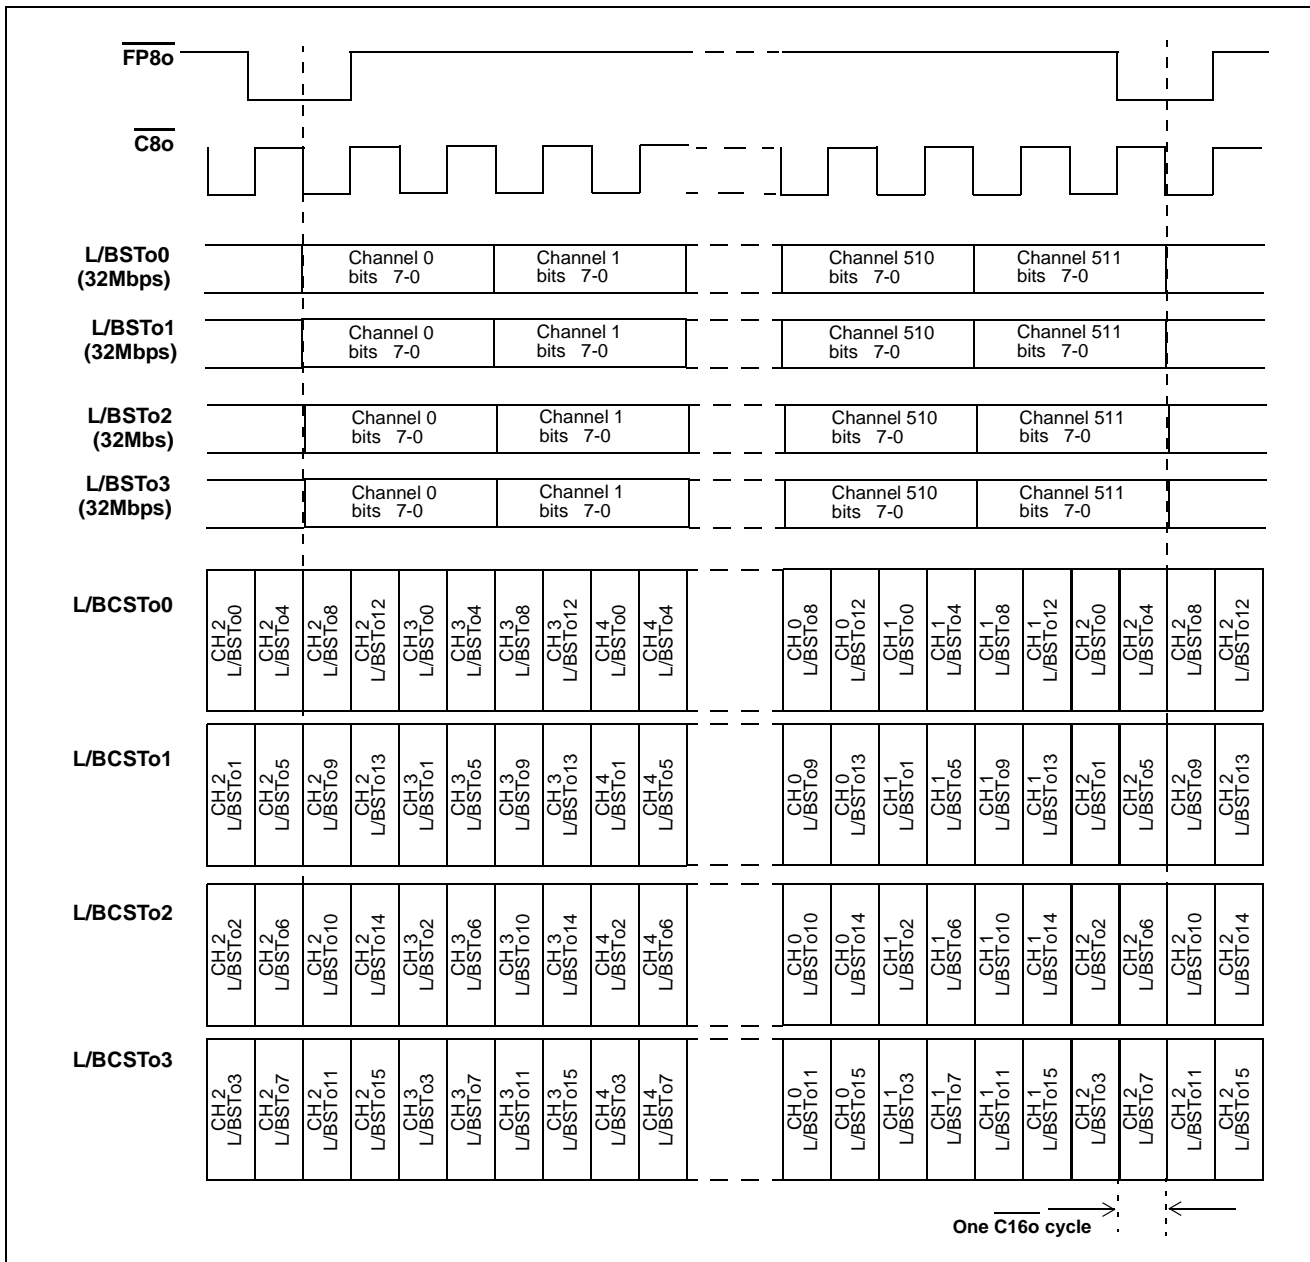 FP8o
C8o
L/BSTo0
(32Mbps)
Channel 0
bits 7-0
Channel 1
bits 7-0
Channel 510
bits 7-0
Channel 511
bits 7-0
L/BSTo1
(32Mbps)
Channel 0
bits 7-0
Channel 1
bits 7-0
Channel 510
bits 7-0
Channel 511
bits 7-0
L/BSTo2
(32Mbs)
Channel 0
bits 7-0
Channel 1
bits 7-0
Channel 510
bits 7-0
Channel 511
bits 7-0
L/BSTo3
(32Mbps)
Channel 0
bits 7-0
Channel 1
bits 7-0
Channel 510
bits 7-0
Channel 511
bits 7-0
L/BCSTo0
CH 2
L/BSTo0
CH 2
L/BSTo4
CH 2
L/BSTo8
CH 2
L/BSTo12
CH 3
L/BSTo0
CH 3
L/BSTo4
CH 3
L/BSTo8
CH 3
L/BSTo12
CH 4
L/BSTo0
CH 4
L/BSTo4
CH 0
L/BSTo8
CH 0
L/BSTo12
CH 1
L/BSTo0
CH 1
L/BSTo4
CH 1
L/BSTo8
CH 1
L/BSTo12
CH 2
L/BSTo0
CH 2
L/BSTo4
CH 2
L/BSTo8
CH 2
L/BSTo12
L/BCSTo1
CH 2
L/BSTo1
CH 2
L/BSTo5
CH 2
L/BSTo9
CH 2
L/BSTo13
CH 3
L/BSTo1
CH 3
L/BSTo5
CH 3
L/BSTo9
CH 3
L/BSTo13
CH 4
L/BSTo1
CH 4
L/BSTo5
CH 0
L/BSTo9
CH 0
L/BSTo13
CH 1
L/BSTo1
CH 1
L/BSTo5
CH 1
L/BSTo9
CH 1
L/BSTo13
CH 2
L/BSTo1
CH 2
L/BSTo5
CH 2
L/BSTo9
CH 2
L/BSTo13
L/BCSTo2
CH 2
L/BSTo2
CH 2
L/BSTo6
CH 2
L/BSTo10
CH 2
L/BSTo14
CH 3
L/BSTo2
CH 3
L/BSTo6
CH 3
L/BSTo10
CH 3
L/BSTo14
CH 4
L/BSTo2
CH 4
L/BSTo6
CH 0
L/BSTo10
CH 0
L/BSTo14
CH 1
L/BSTo2
CH 1
L/BSTo6
CH 1
L/BSTo10
CH 1
L/BSTo14
CH 2
L/BSTo2
CH 2
L/BSTo6
CH 2
L/BSTo10
CH 2
L/BSTo14
L/BCSTo3
CH 2
L/BSTo3
CH 2
L/BSTo7
CH 2
L/BSTo11
CH 2
L/BSTo15
CH 3
L/BSTo3
CH 3
L/BSTo7
CH 3
L/BSTo11
CH 3
L/BSTo15
CH 4
L/BSTo3
CH 4
L/BSTo7
CH 0
L/BSTo11
CH 0
L/BSTo15
CH 1
L/BSTo3
CH 1
L/BSTo7
CH 1
L/BSTo11
CH 1
L/BSTo15
CH 2
L/BSTo3
CH 2
L/BSTo7
CH 2
L/BSTo11
CH 2
L/BSTo15
One C16o cycle